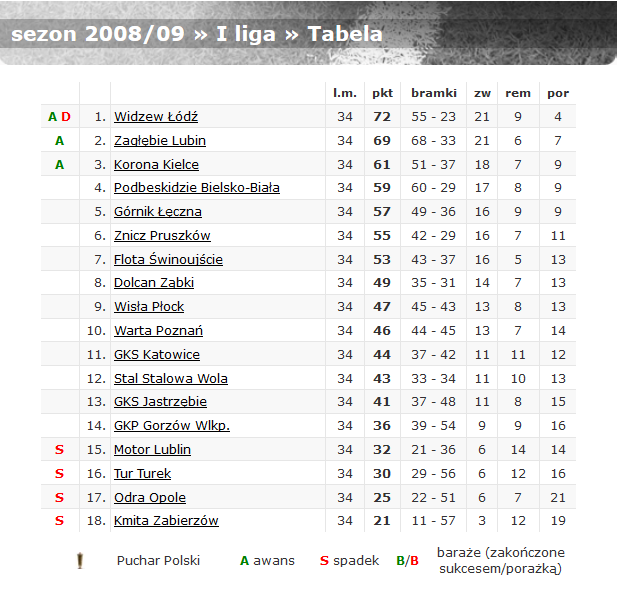 sezon 2008/09 » I liga » Tabela
l.m. pkt bramki zw rem por
A D 1. Widzew Łódź 34 72 55 - 23 21 9 4
A 2. Zagłębie Lubin 34 69 68 - 33 21 6 7
A 3. Korona Kielce 34 61 51 - 37 18 7 9
4. Podbeskidzie Bielsko-Biała 34 59 60 - 29 17 8 9
5. Górnik Łęczna 34 57 49 - 36 16 9 9
6. Znicz Pruszków 34 55 42 - 29 16 7 11
7. Flota Świnoujście 34 53 43 - 37 16 5 13
8. Dolcan Ząbki 34 49 35 - 31 14 7 13
9. Wisła Płock 34 47 45 - 43 13 8 13
10. Warta Poznań 34 46 44 - 45 13 7 14
11. GKS Katowice 34 44 37 - 42 11 11 12
12. Stal Stalowa Wola 34 43 33 - 34 11 10 13
13. GKS Jastrzębie 34 41 37 - 48 11 8 15
14. GKP Gorzów Wlkp. 34 36 39 - 54 9 9 16
S 15. Motor Lublin 34 32 21 - 36 6 14 14
S 16. Tur Turek 34 30 29 - 56 6 12 16
S 17. Odra Opole 34 25 22 - 51 6 7 21
S 18. Kmita Zabierzów 34 21 11 - 57 3 12 19
Puchar Polski A awans S spadek B/B baraże (zakończone
sukcesem/porażką)